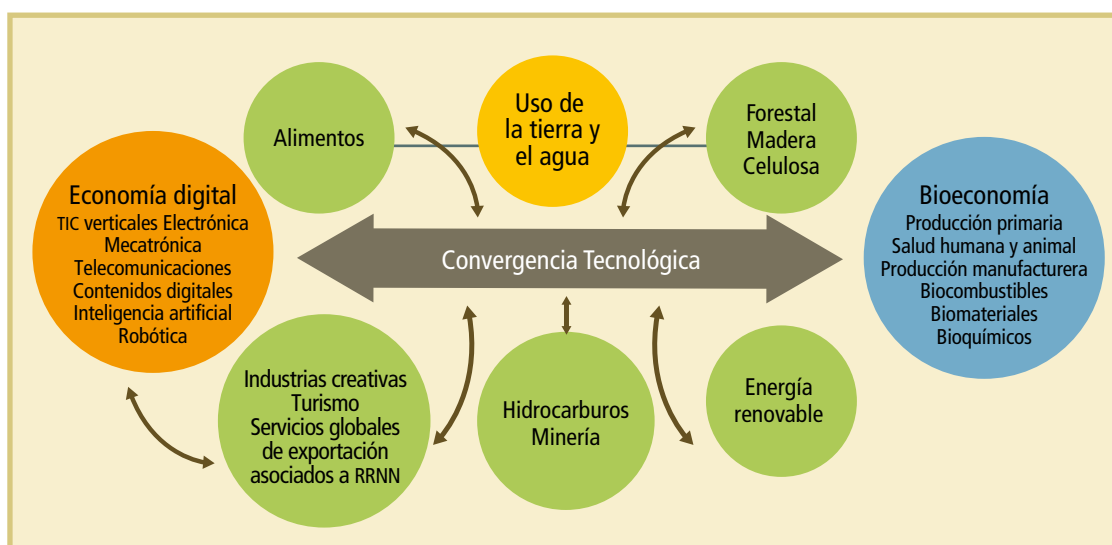 Alimentos
Uso de
la tierra y
el agua
Forestal
Madera
Celulosa
Economía digital
TIC verticales Electrónica
Mecatrónica
Telecomunicaciones
Contenidos digitales
Inteligencia artificial
Robótica
Convergencia Tecnológica
Bioeconomía
Producción primaria
Salud humana y animal
Producción manufacturera
Biocombustibles
Biomateriales
Bioquímicos
Industrias creativas
Turismo
Servicios globales
de exportación
asociados a RRNN
Hidrocarburos
Minería
Energía
renovable